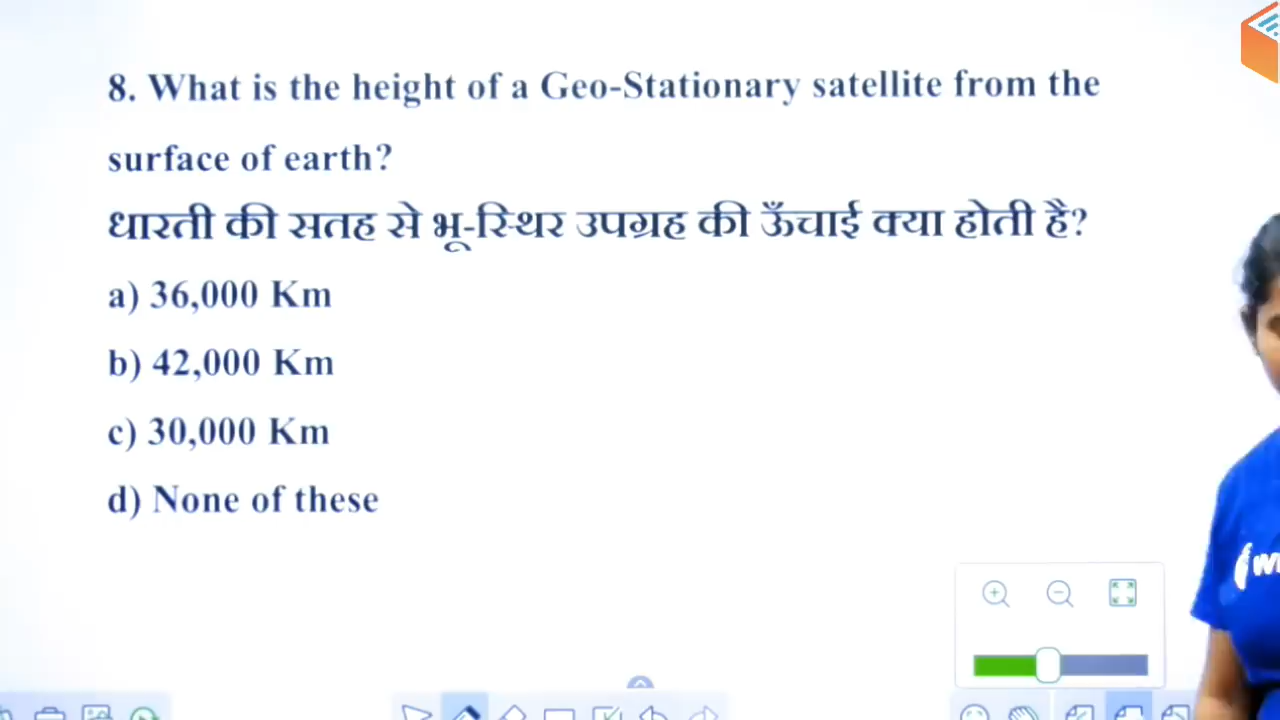 8. What is the height of a Geo-Stationary satellite from the
surface of earth?
धारती की सतह से भू-स्थिर उपग्रह की ऊँचाई क्या होती है?
a) 36,000 Km
b) 42,000 Km
c) 30,000 Km
d) None of these